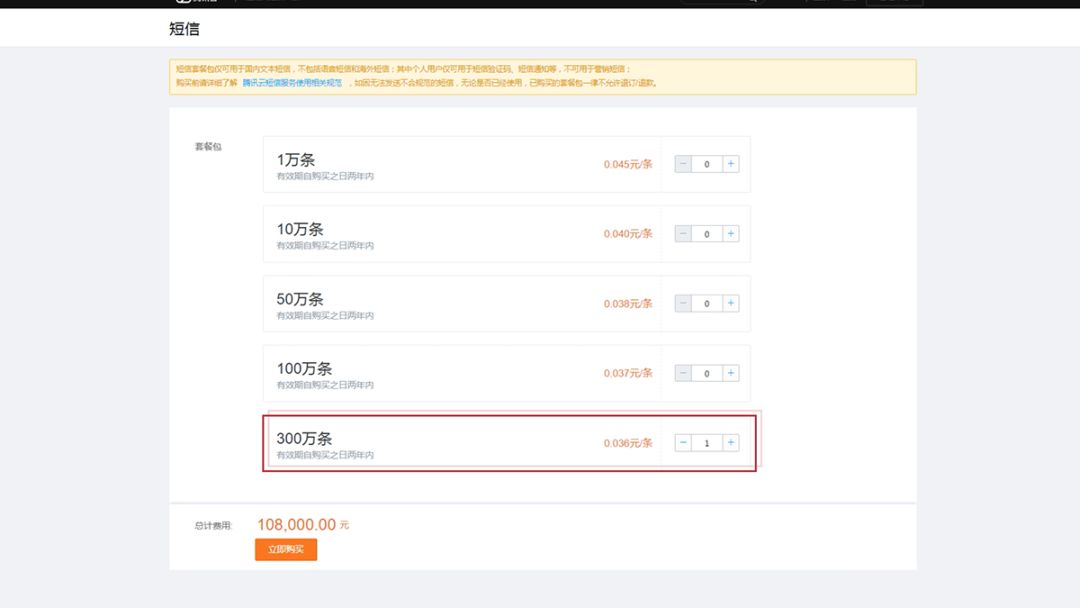 短信
短信套餐包仅可用于国内文本短信，不包括语音短信和海外短信；其中个人用户仅可用于短信验证码、短信通知等，不可用于营销短信；
购买前请详细了解 腾讯云短信服务使用相关规范 ，如因无法发送不合规范的短信，无论是否已经使用，已购买的套餐包一律不允许退订/退款。
套餐包
1万条
有效期自购买之日两年内
0.045元/条
− 0 +
10万条
有效期自购买之日两年内
0.040元/条
− 0 +
50万条
有效期自购买之日两年内
0.038元/条
− 0 +
100万条
有效期自购买之日两年内
0.037元/条
− 0 +
300万条
有效期自购买之日两年内
0.036元/条
− 1 +
总计费用:
108,000.00 元
立即购买